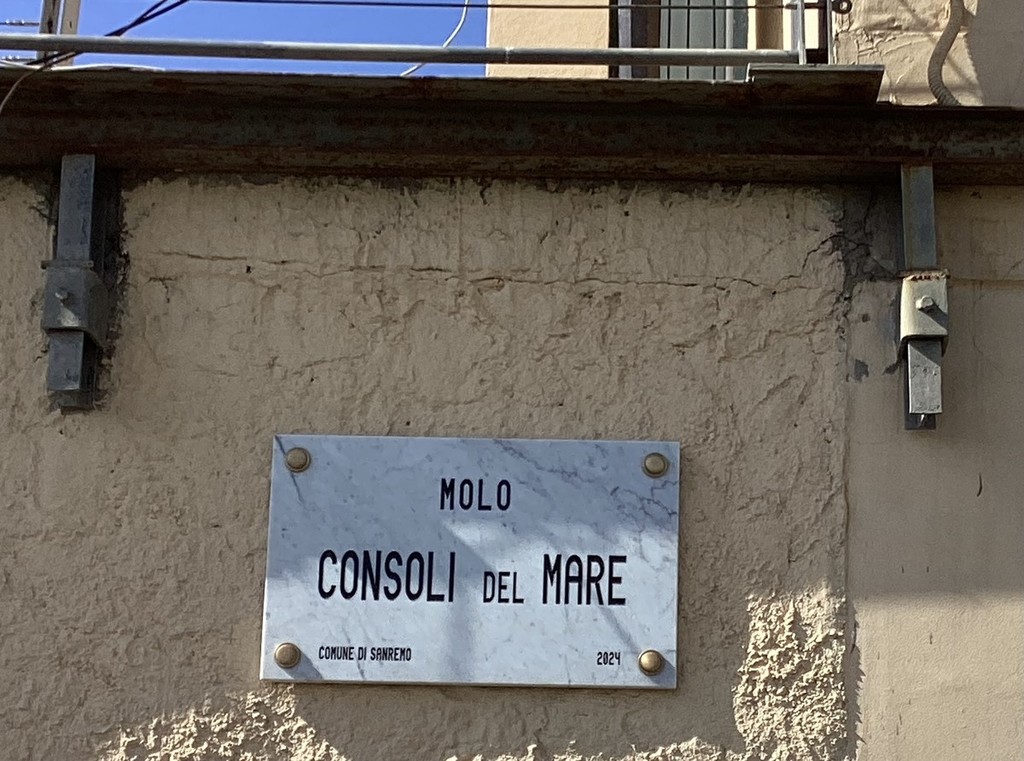 MOLO
CONSOLI DEL MARE
COMUNE DI SANREMO 2024